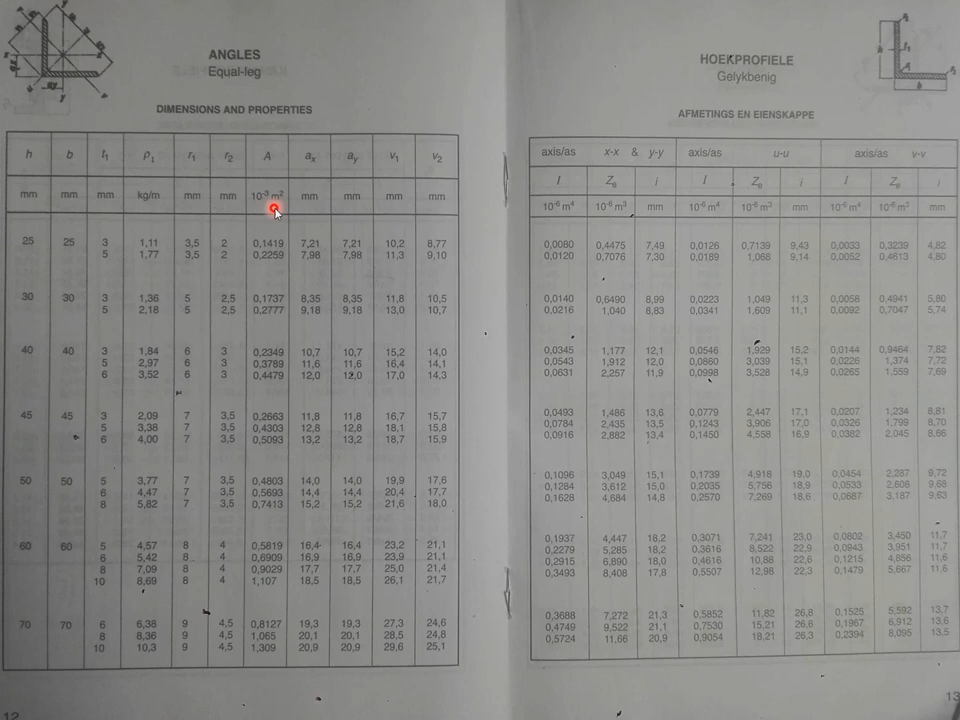 ANGLES
Equal-leg
DIMENSIONS AND PROPERTIES
h b t1 ρ1 r1 r2 A ax ay v1 v2
mm mm mm kg/m mm mm 10-3 m2 mm mm mm mm
25 25 3 1,11 3,5 2 0,1419 7,21 7,21 10,2 8,77
5 1,77 3,5 2 0,2259 7,98 7,98 11,3 9,10
30 30 3 1,36 5 2,5 0,1737 8,35 8,35 11,8 10,5
5 2,18 5 2,5 0,2777 9,18 9,18 13,0 10,7
40 40 3 1,84 6 3 0,2349 10,7 10,7 15,2 14,0
5 2,97 6 3 0,3789 11,6 11,6 16,4 14,1
6 3,52 6 3 0,4479 12,0 12,0 17,0 14,3
45 45 3 2,09 7 3,5 0,2663 11,8 11,8 16,7 15,7
5 3,38 7 3,5 0,4303 12,8 12,8 18,1 15,8
6 4,00 7 3,5 0,5093 13,2 13,2 18,7 15,9
50 50 5 3,77 7 3,5 0,4803 14,0 14,0 19,9 17,6
6 4,47 7 3,5 0,5693 14,4 14,4 20,4 17,7
8 5,82 7 3,5 0,7413 15,2 15,2 21,6 18,0
60 60 5 4,57 8 4 0,5819 16,4 16,4 23,2 21,1
6 5,42 8 4 0,6909 16,9 16,9 23,9 21,1
8 7,09 8 4 0,9029 17,7 17,7 25,0 21,4
10 8,69 8 4 1,107 18,5 18,5 26,1 21,7
70 70 6 6,38 9 4,5 0,8127 19,3 19,3 27,3 24,6
8 8,36 9 4,5 1,065 20,1 20,1 28,5 24,8
10 10,3 9 4,5 1,309 20,9 20,9 29,6 25,1
12
HOEKPROFIELE
Gelykbenig
AFMETINGS EN EIENSKAPPE
axis/as x-x & y-y axis/as u-u axis/as v-v
I Ze i I Ze i I Ze i
10-6 m4 10-6 m3 mm 10-6 m4 10-6 m3 mm 10-6 m4 10-6 m3 mm
0,0080 0,4475 7,49 0,0126 0,7139 9,43 0,0033 0,3239 4,82
0,0120 0,7076 7,30 0,0189 1,068 9,14 0,0052 0,4613 4,80
0,0140 0,6490 8,99 0,0223 1,049 11,3 0,0058 0,4941 5,80
0,0216 1,040 8,83 0,0341 1,609 11,1 0,0092 0,7047 5,74
0,0345 1,177 12,1 0,0546 1,929 15,2 0,0144 0,9464 7,82
0,0543 1,912 12,0 0,0860 3,039 15,1 0,0226 1,374 7,72
0,0631 2,257 11,9 0,0998 3,528 14,9 0,0265 1,559 7,69
0,0493 1,486 13,6 0,0779 2,447 17,1 0,0207 1,234 8,81
0,0784 2,435 13,5 0,1243 3,906 17,0 0,0326 1,799 8,70
0,0916 2,882 13,4 0,1450 4,558 16,9 0,0382 2,045 8,66
0,1096 3,049 15,1 0,1739 4,918 19,0 0,0454 2,287 9,72
0,1284 3,612 15,0 0,2035 5,756 18,9 0,0533 2,606 9,68
0,1628 4,684 14,8 0,2570 7,269 18,6 0,0687 3,187 9,63
0,1937 4,447 18,2 0,3071 7,241 23,0 0,0802 3,450 11,7
0,2279 5,285 18,2 0,3616 8,522 22,9 0,0943 3,951 11,7
0,2915 6,890 18,0 0,4616 10,88 22,6 0,1215 4,856 11,6
0,3493 8,408 17,8 0,5507 12,98 22,3 0,1479 5,667 11,6
0,3688 7,272 21,3 0,5852 11,82 26,8 0,1525 5,592 13,7
0,4749 9,522 21,1 0,7530 15,21 26,6 0,1967 6,912 13,6
0,5724 11,66 20,9 0,9054 18,21 26,3 0,2394 8,095 13,5
13